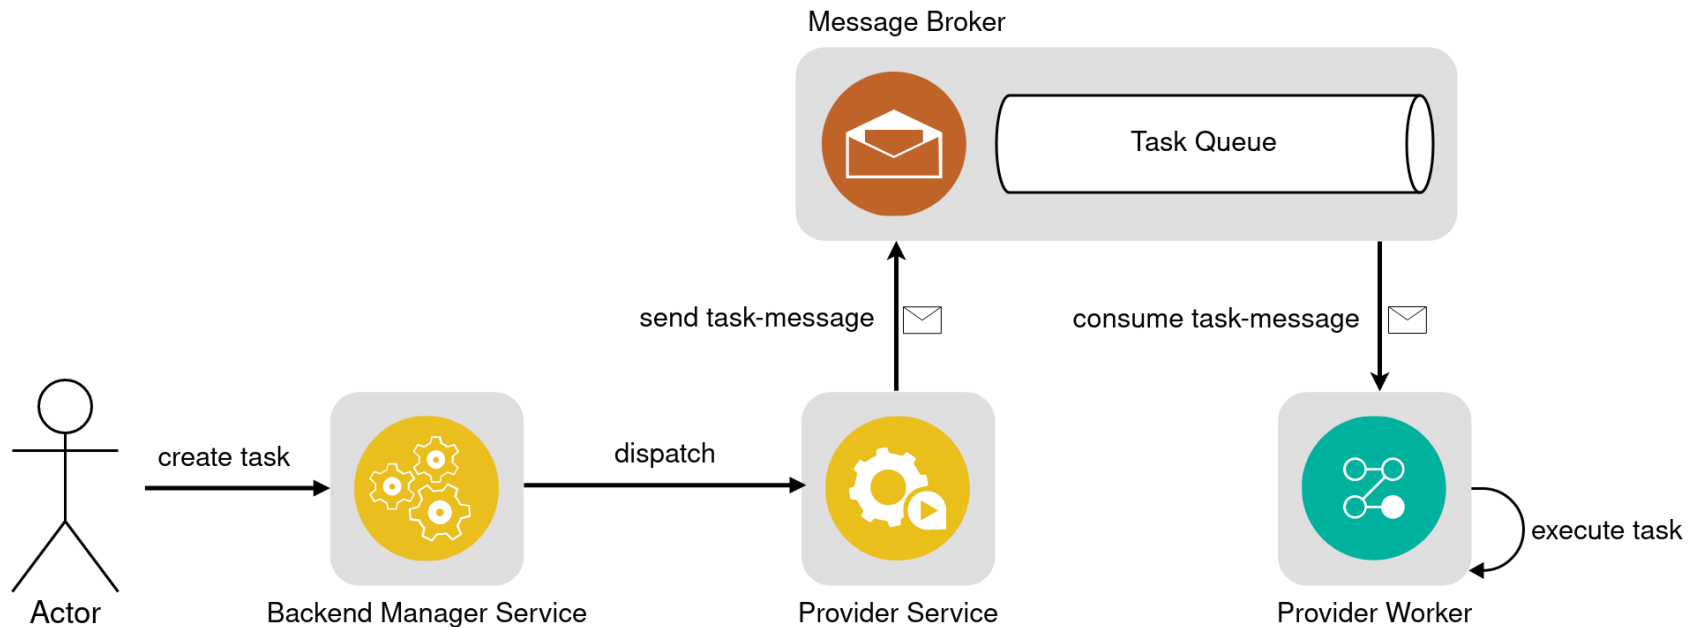 Message Broker
Task Queue
send task-message
consume task-message
create task
dispatch
execute task
Actor
Backend Manager Service
Provider Service
Provider Worker